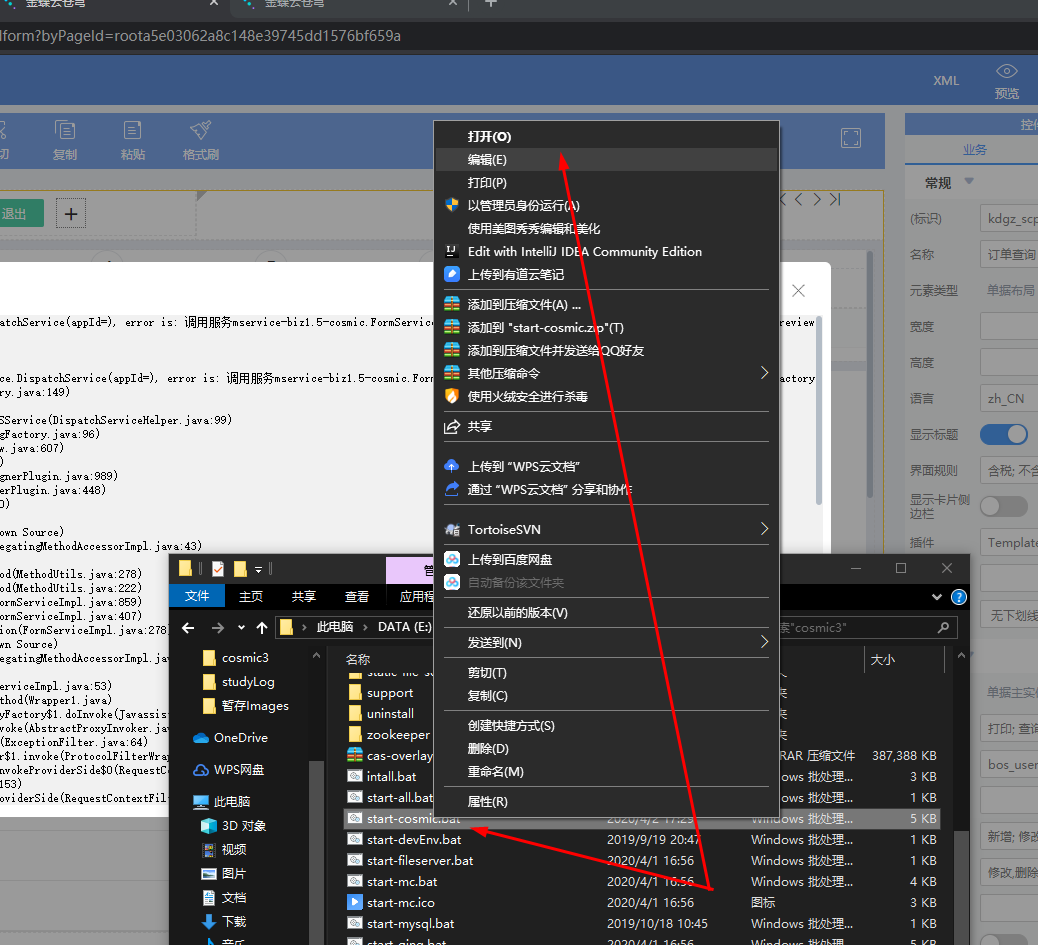 金蝶云苍穹
金蝶云苍穹
lform?byPageId=roota5e03062a8c148e39745dd1576bf659a
XML
预览
切
复制
粘贴
格式刷
退出
控件
业务
常规
(标识)
kdgz_scp
名称
订单查询
元素类型
单据布局
宽度
高度
语言
zh_CN
显示标题
界面规则
含税; 不含
显示卡片侧
边栏
插件
Template
无下划线
单据主实体
打印; 查询
bos_user
新增; 修改
修改,删除
atchService(appId=), error is: 调用服务mservice-biz1.5-cosmic.FormService
review
ce.DispatchService(appId=), error is: 调用服务mservice-biz1.5-cosmic.Form
actory
ry.java:149)
SService(DispatchServiceHelper.java:99)
ngFactory.java:96)
w.java:607)
)
gnerPlugin.java:989)
erPlugin.java:448)
0)
own Source)
egatingMethodAccessorImpl.java:43)
od(MethodUtils.java:278)
od(MethodUtils.java:222)
ormServiceImpl.java:859)
ormServiceImpl.java:407)
ion(FormServiceImpl.java:278)
wn Source)
egatingMethodAccessorImpl.java
erviceImpl.java:53)
thod(Wrapper1.java)
yFactory$1.doInvoke(Javassis
voke(AbstractProxyInvoker.jav
(ExceptionFilter.java:64)
r$1.invoke(ProtocolFilterWrap
nvokeProviderSide$0(RequestCo
153)
oviderSide(RequestContextFilt
打开(O)
编辑(E)
打印(P)
以管理员身份运行(A)
使用美图秀秀编辑和美化
Edit with IntelliJ IDEA Community Edition
上传到有道云笔记
添加到压缩文件(A) ...
添加到 "start-cosmic.zip"(T)
添加到压缩文件并发送给QQ好友
其他压缩命令
使用火绒安全进行杀毒
共享
上传到 “WPS云文档”
通过 “WPS云文档” 分享和协作
TortoiseSVN
上传到百度网盘
自动备份该文件夹
还原以前的版本(V)
发送到(N)
剪切(T)
复制(C)
创建快捷方式(S)
删除(D)
重命名(M)
属性(R)
管
文件
主页
共享
查看
应用程
此电脑
DATA (E:)
索"cosmic3"
cosmic3
studyLog
暂存Images
OneDrive
WPS网盘
此电脑
3D 对象
视频
图片
文档
下载
音乐
名称
大小
static-file-s
support
夹
uninstall
夹
zookeeper
夹
cas-overlay
RAR 压缩文件
387,388 KB
intall.bat
ows 批处理...
3 KB
start-all.bat
ows 批处理...
1 KB
start-cosmic.bat
2020/4/2 17:29
Windows 批处理...
5 KB
start-devEnv.bat
2019/9/19 20:47
Windows 批处理...
1 KB
start-fileserver.bat
2020/4/1 16:56
Windows 批处理...
1 KB
start-mc.bat
2020/4/1 16:56
Windows 批处理...
4 KB
start-mc.ico
2020/4/1 16:56
图标
3 KB
start-mysql.bat
2019/10/18 10:45
Windows 批处理...
1 KB
start-qing.bat
2020/4/1 16:56
Windows 批处理...
5 KB